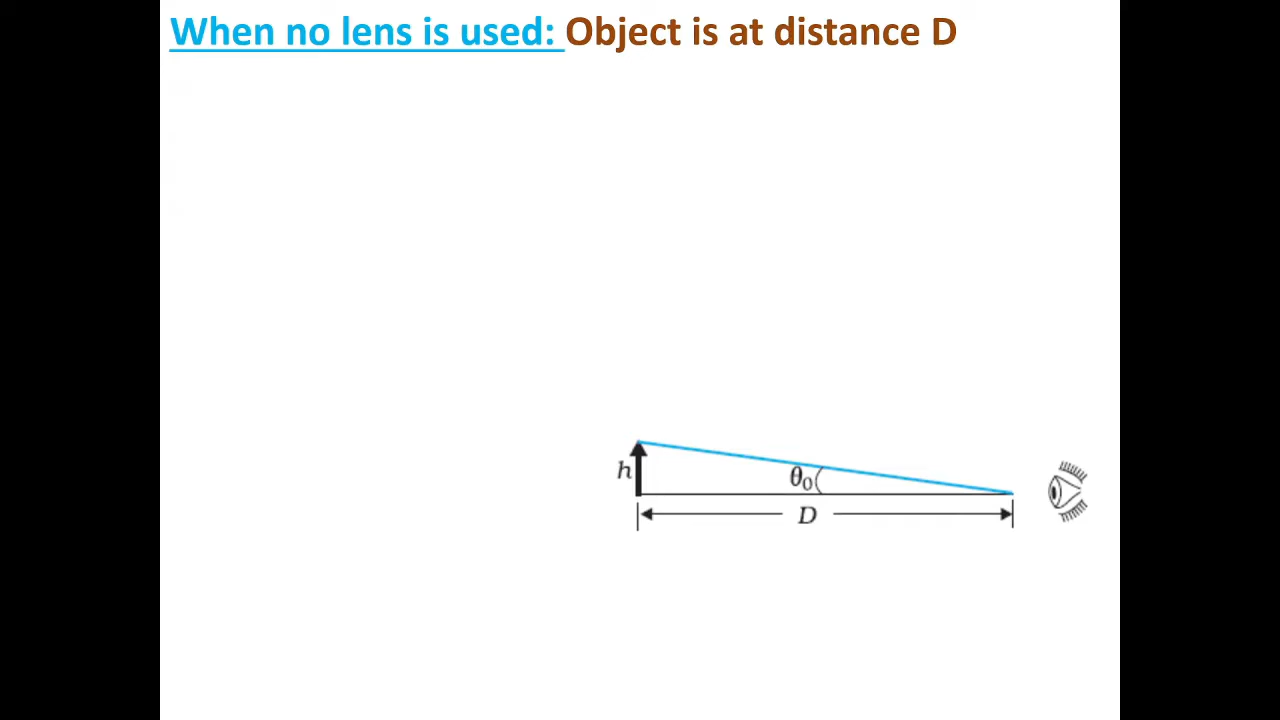 When no lens is used: Object is at distance D
h
θ₀
D